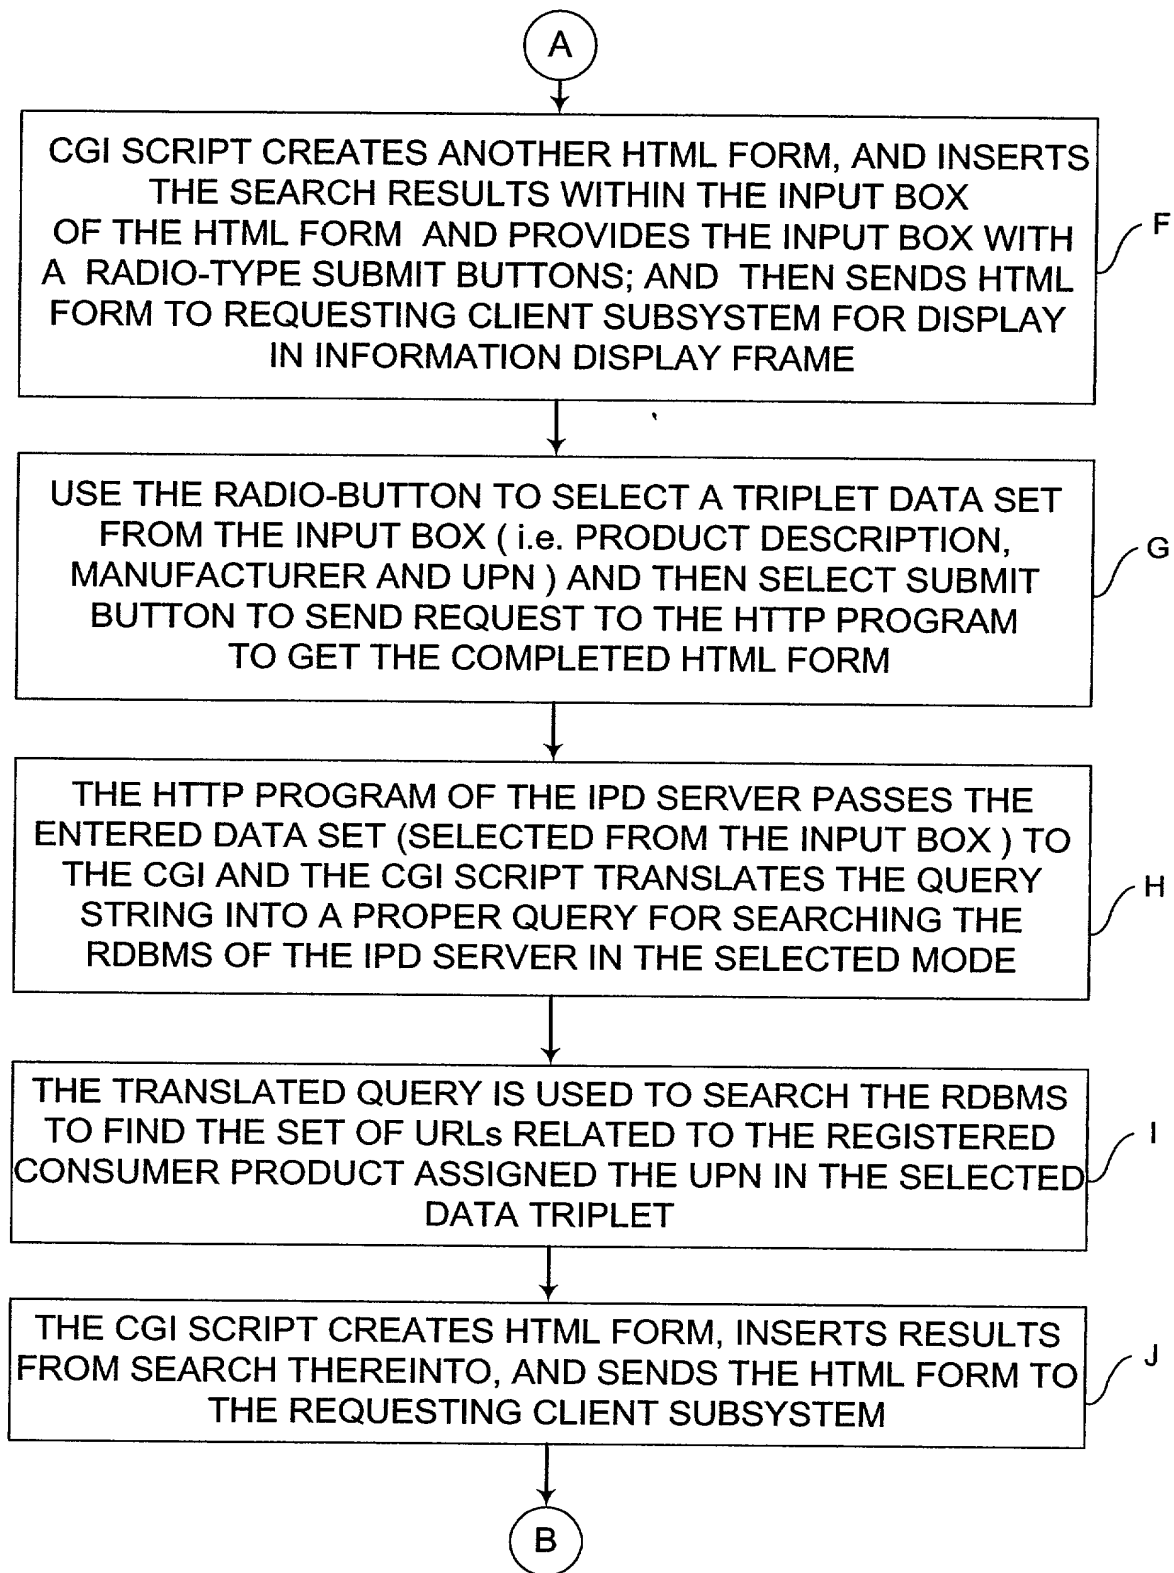 A
CGI SCRIPT CREATES ANOTHER HTML FORM, AND INSERTS
THE SEARCH RESULTS WITHIN THE INPUT BOX
OF THE HTML FORM AND PROVIDES THE INPUT BOX WITH
A RADIO-TYPE SUBMIT BUTTONS; AND THEN SENDS HTML
FORM TO REQUESTING CLIENT SUBSYSTEM FOR DISPLAY
IN INFORMATION DISPLAY FRAME
F
USE THE RADIO-BUTTON TO SELECT A TRIPLET DATA SET
FROM THE INPUT BOX ( i.e. PRODUCT DESCRIPTION,
MANUFACTURER AND UPN ) AND THEN SELECT SUBMIT
BUTTON TO SEND REQUEST TO THE HTTP PROGRAM
TO GET THE COMPLETED HTML FORM
G
THE HTTP PROGRAM OF THE IPD SERVER PASSES THE
ENTERED DATA SET (SELECTED FROM THE INPUT BOX ) TO
THE CGI AND THE CGI SCRIPT TRANSLATES THE QUERY
STRING INTO A PROPER QUERY FOR SEARCHING THE
RDBMS OF THE IPD SERVER IN THE SELECTED MODE
H
THE TRANSLATED QUERY IS USED TO SEARCH THE RDBMS
TO FIND THE SET OF URLs RELATED TO THE REGISTERED
CONSUMER PRODUCT ASSIGNED THE UPN IN THE SELECTED
DATA TRIPLET
I
THE CGI SCRIPT CREATES HTML FORM, INSERTS RESULTS
FROM SEARCH THEREINTO, AND SENDS THE HTML FORM TO
THE REQUESTING CLIENT SUBSYSTEM
J
B